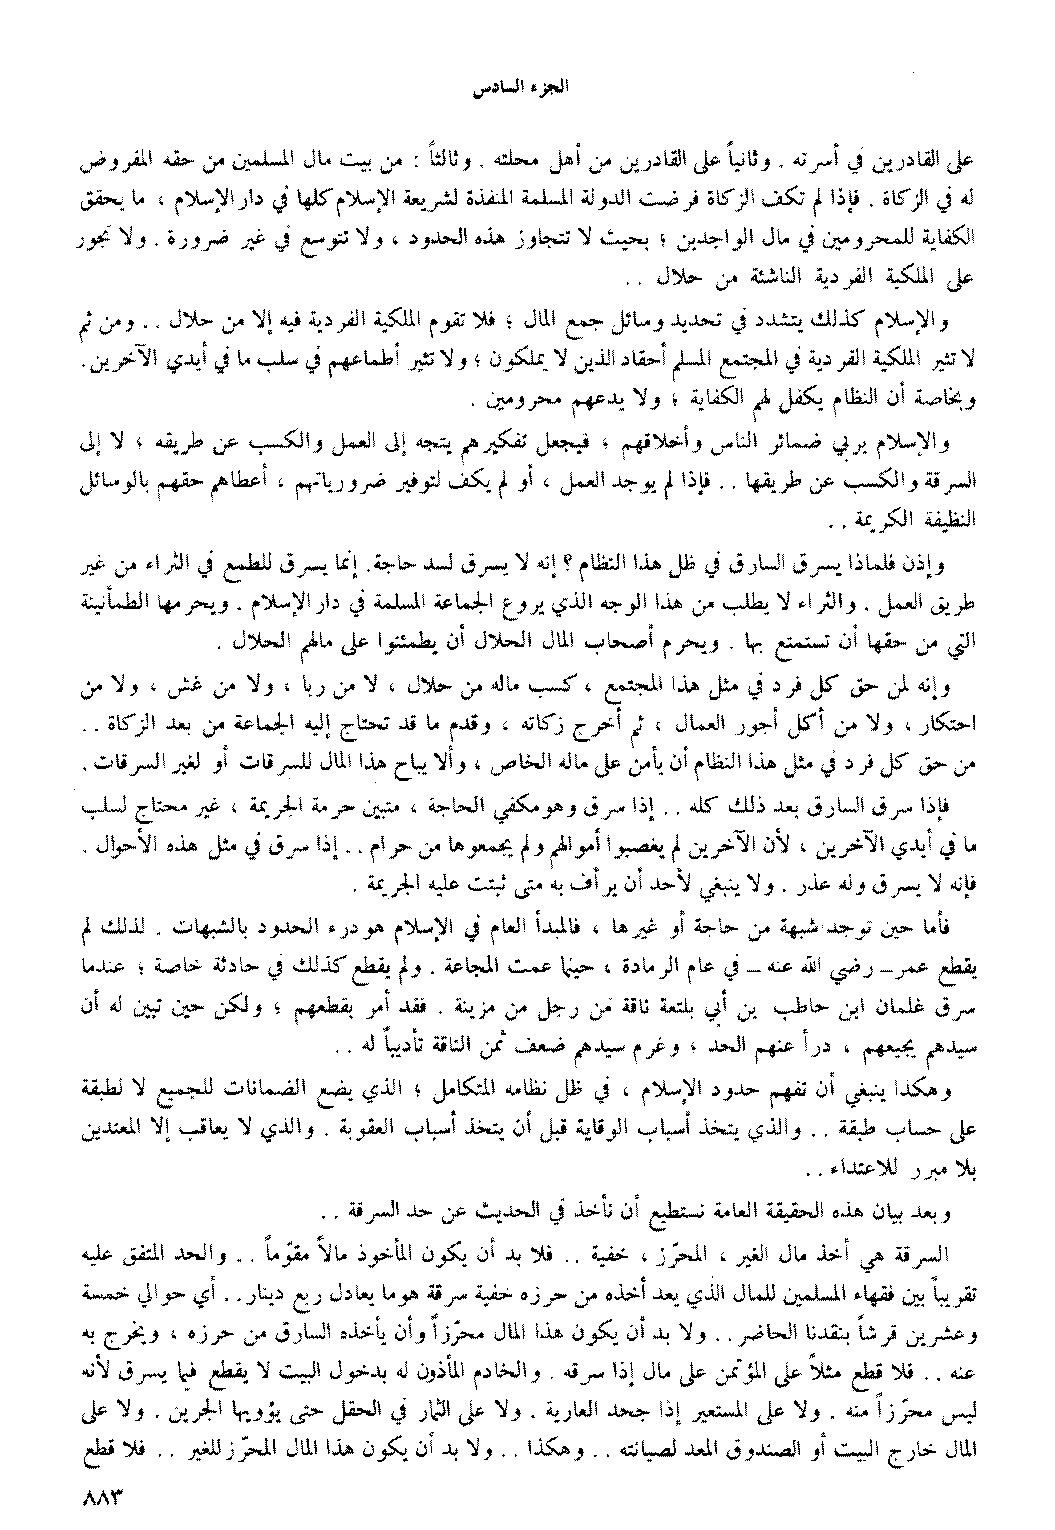 الجزء السادس
على القادرين في أسرته . وثانياً على القادرين من أهل محلته . وثالثاً : من بيت مال المسلمين من حقه المفروض
له في الزكاة . فإذا لم تكف الزكاة فرضت الدولة المسلمة المنفذة لشريعة الإسلام كلها في دار الإسلام ، ما يحقق
الكفاية للمحرومين في مال الواجدين ؛ بحيث لا تتجاوز هذه الحدود ، ولا تتوسع في غير ضرورة . ولا تجور
على الملكية الفردية الناشئة من حلال . .
والإسلام كذلك يتشدد في تحديد وسائل جمع المال ؛ فلا تقوم الملكية الفردية فيه إلا من حلال . . ومن ثم
لا تثير الملكية الفردية في المجتمع المسلم أحقاد الذين لا يملكون ؛ ولا تثير أطماعهم في سلب ما في أيدي الآخرين .
وبخاصة أن النظام يكفل لهم الكفاية ؛ ولا يدعهم محرومين .
والإسلام يربي ضمائر الناس وأخلاقهم ؛ فيجعل تفكيرهم يتجه إلى العمل والكسب عن طريقه ؛ لا إلى
السرقة والكسب عن طريقها . . فإذا لم يوجد العمل ، أو لم يكف لتوفير ضرورياتهم ، أعطاهم حقهم بالوسائل
النظيفة الكريمة . .
وإذن فلماذا يسرق السارق في ظل هذا النظام ؟ إنه لا يسرق لسد حاجة. إنما يسرق للطمع في الثراء من غير
طريق العمل . والثراء لا يطلب من هذا الوجه الذي يروع الجماعة المسلمة في دار الإسلام . ويحرمها الطمأنينة
التي من حقها أن تستمتع بها . ويحرم أصحاب المال الحلال أن يطمئنوا على مالهم الحلال .
وإنه لمن حق كل فرد في مثل هذا المجتمع ، كسب ماله من حلال ، لا من ربا ، ولا من غش ، ولا من
احتكار ، ولا من أكل أجور العمال ، ثم أخرج زكاته ، وقدم ما قد تحتاج إليه الجماعة من بعد الزكاة . .
من حق كل فرد في مثل هذا النظام أن يأمن على ماله الخاص ، وألا يباح هذا المال للسرقات أو لغير السرقات .
فإذا سرق السارق بعد ذلك كله . . إذا سرق وهو مكفي الحاجة ، متبين حرمة الجريمة ، غير محتاج لسلب
ما في أيدي الآخرين ، لأن الآخرين لم يغصبوا أموالهم ولم يجمعوها من حرام . . إذا سرق في مثل هذه الأحوال .
فإنه لا يسرق وله عذر . ولا ينبغي لأحد أن يرأف به متى ثبتت عليه الجريمة .
فأما حين توجد شبهة من حاجة أو غيرها ، فالمبدأ العام في الإسلام هو درء الحدود بالشبهات . لذلك لم
يقطع عمر – رضي الله عنه – في عام الرمادة ، حينما عمت المجاعة . ولم يقطع كذلك في حادثة خاصة ؛ عندما
سرق غلمان ابن حاطب بن أبي بلتعة ناقة من رجل من مزينة . فقد أمر بقطعهم ؛ ولكن حين تبين له أن
سيدهم يجيعهم ، درأ عنهم الحد ؛ وغرم سيدهم ضعف ثمن الناقة تأديباً له . .
وهكذا ينبغي أن تفهم حدود الإسلام ، في ظل نظامه المتكامل ؛ الذي يضع الضمانات للجميع لا لطبقة
على حساب طبقة . . والذي يتخذ أسباب الوقاية قبل أن يتخذ أسباب العقوبة . والذي لا يعاقب إلا المعتدين
بلا مبرر للاعتداء . .
وبعد بيان هذه الحقيقة العامة نستطيع أن نأخذ في الحديث عن حد السرقة . .
السرقة هي أخذ مال الغير ، المحرّز ، خفية . . فلا بد أن يكون المأخوذ مالاً مقوّماً . . والحد المتفق عليه
تقريباً بين فقهاء المسلمين للمال الذي يعد أخذه من حرزه خفية سرقة هو ما يعادل ربع دينار . . أي حوالي خمسة
وعشرين قرشاً بنقدنا الحاضر . . ولا بد أن يكون هذا المال محرّزاً وأن يأخذه السارق من حرزه ، ويخرج به
عنه . . فلا قطع مثلاً على المؤتمن على مال إذا سرقه . والخادم المأذون له بدخول البيت لا يقطع فيما يسرق لأنه
ليس محرّزاً منه . ولا على المستعير إذا جحد العارية . ولا على الثمار في الحقل حتى يؤويها الجرين . ولا على
المال خارج البيت أو الصندوق المعد لصيانته . . وهكذا . . ولا بد أن يكون هذا المال المحرّز للغير . . فلا قطع
٨٨٣